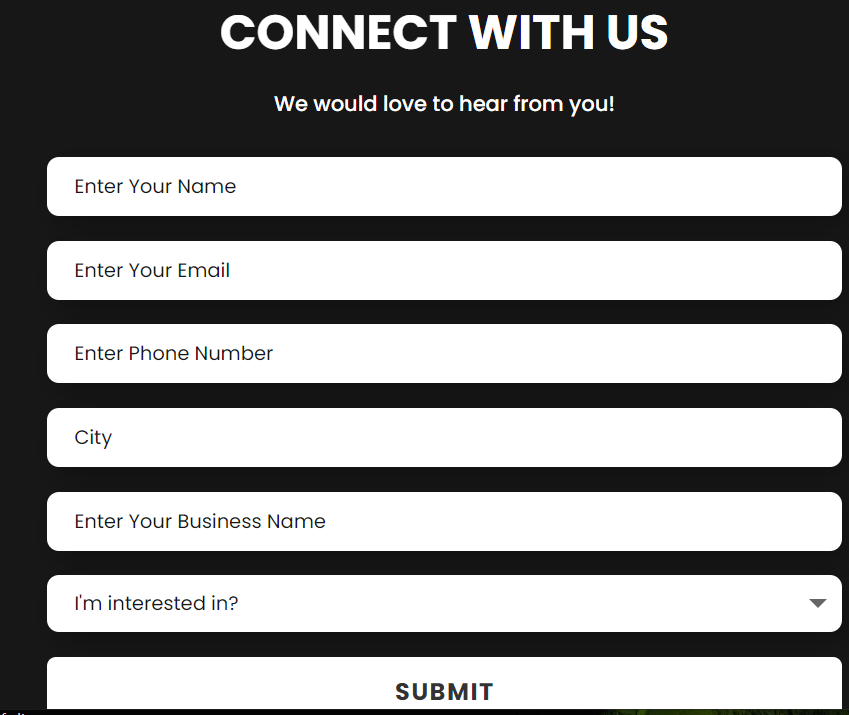 CONNECT WITH US
We would love to hear from you!
Enter Your Name
Enter Your Email
Enter Phone Number
City
Enter Your Business Name
I'm interested in?
SUBMIT